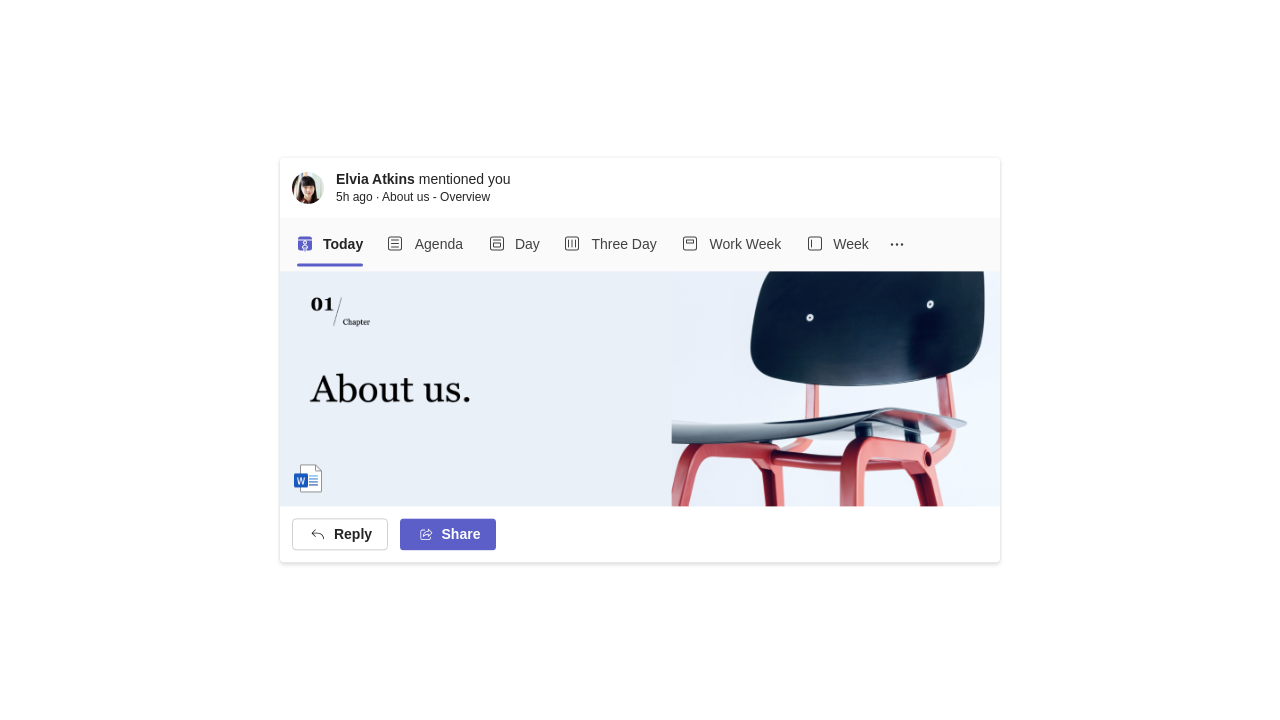 Elvia Atkins mentioned you
5h ago · About us - Overview
Today Agenda Day Three Day Work Week Week
01
Chapter
About us.
W
Reply Share